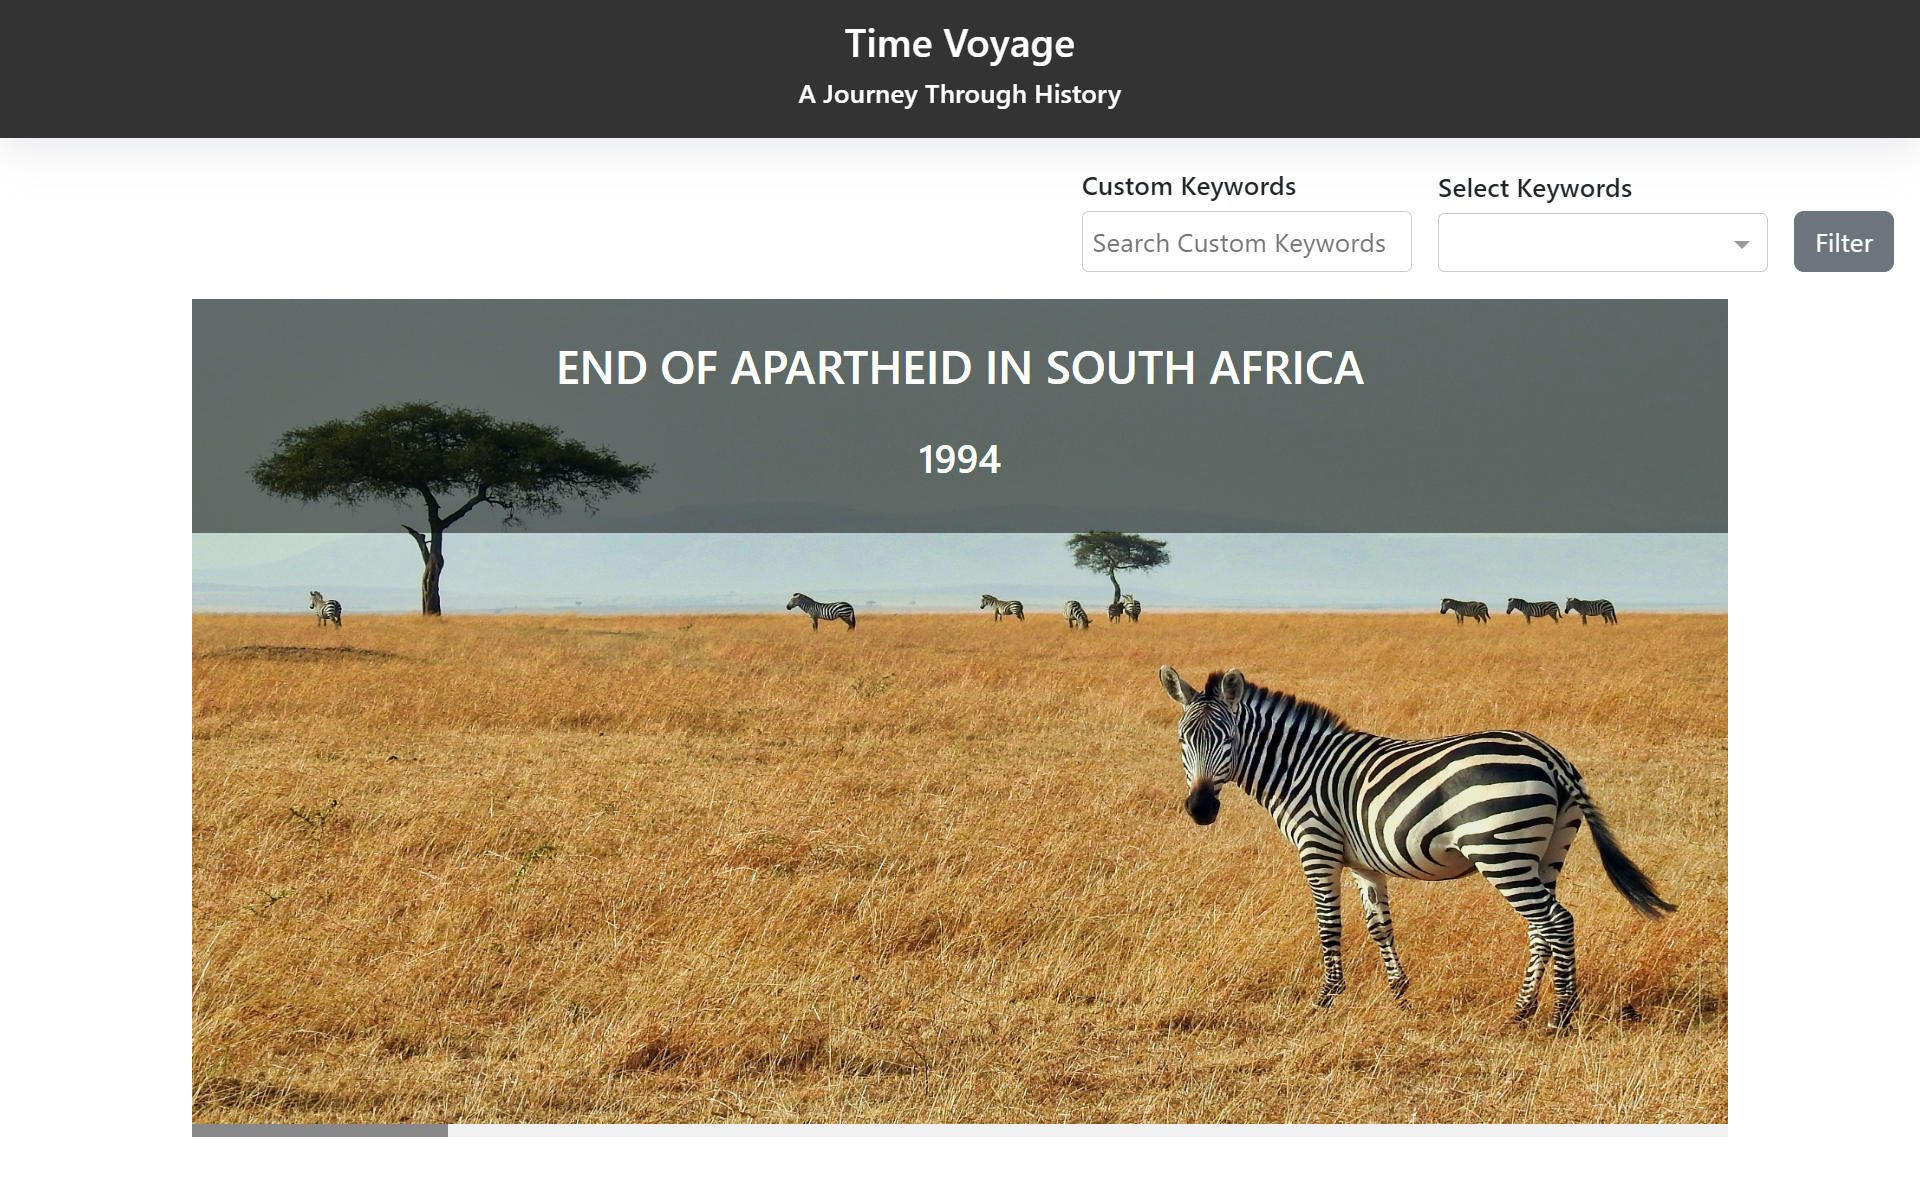 Time Voyage
A Journey Through History
Custom Keywords
Select Keywords
Search Custom Keywords
Filter
END OF APARTHEID IN SOUTH AFRICA
1994